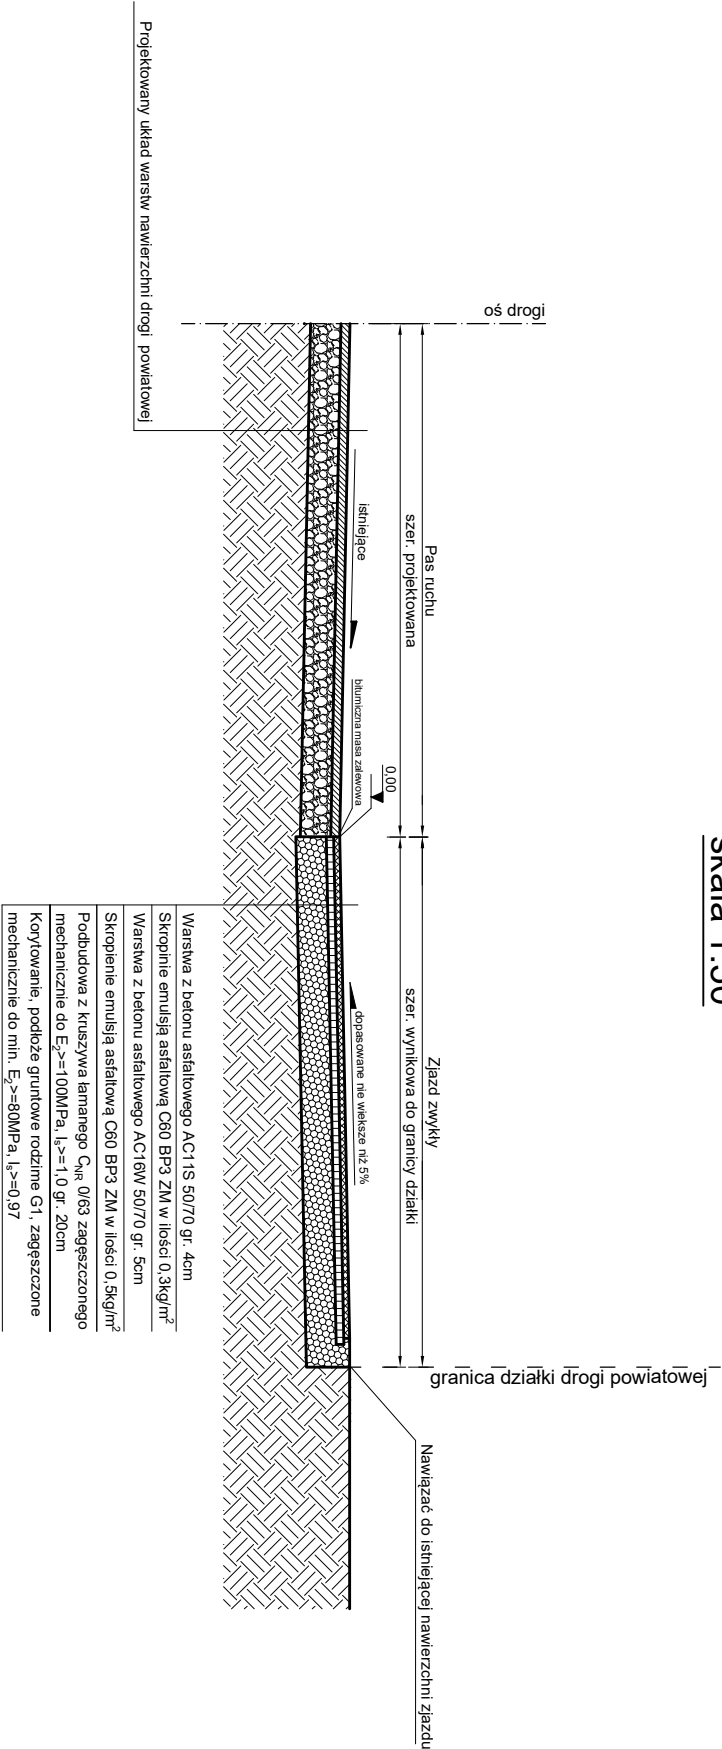 skala 1:50
oś drogi
Pas ruchu
szer. projektowana
Zjazd zwykły
szer. wynikowa do granicy działki
granica działki drogi powiatowej
Nawiązać do istniejącej nawierzchni zjazdu
0,00
istniejące
bitumiczna masa zalewowa
dopasowane nie wieksze niż 5%
Projektowany układ warstw nawierzchni drogi powiatowej
Warstwa z betonu asfaltowego AC11S 50/70 gr. 4cm
Skropinie emulsją asfaltową C60 BP3 ZM w ilości 0,3kg/m²
Warstwa z betonu asfaltowego AC16W 50/70 gr. 5cm
Skropienie emulsją asfaltową C60 BP3 ZM w ilości 0,5kg/m²
Podbudowa z kruszywa łamanego C_NR 0/63 zagęszczonego
mechanicznie do E₂>=100MPa, Iₛ>=1,0 gr. 20cm
Korytowanie, podłoże gruntowe rodzime G1, zagęszczone
mechanicznie do min. E₂>=80MPa, Iₛ>=0,97